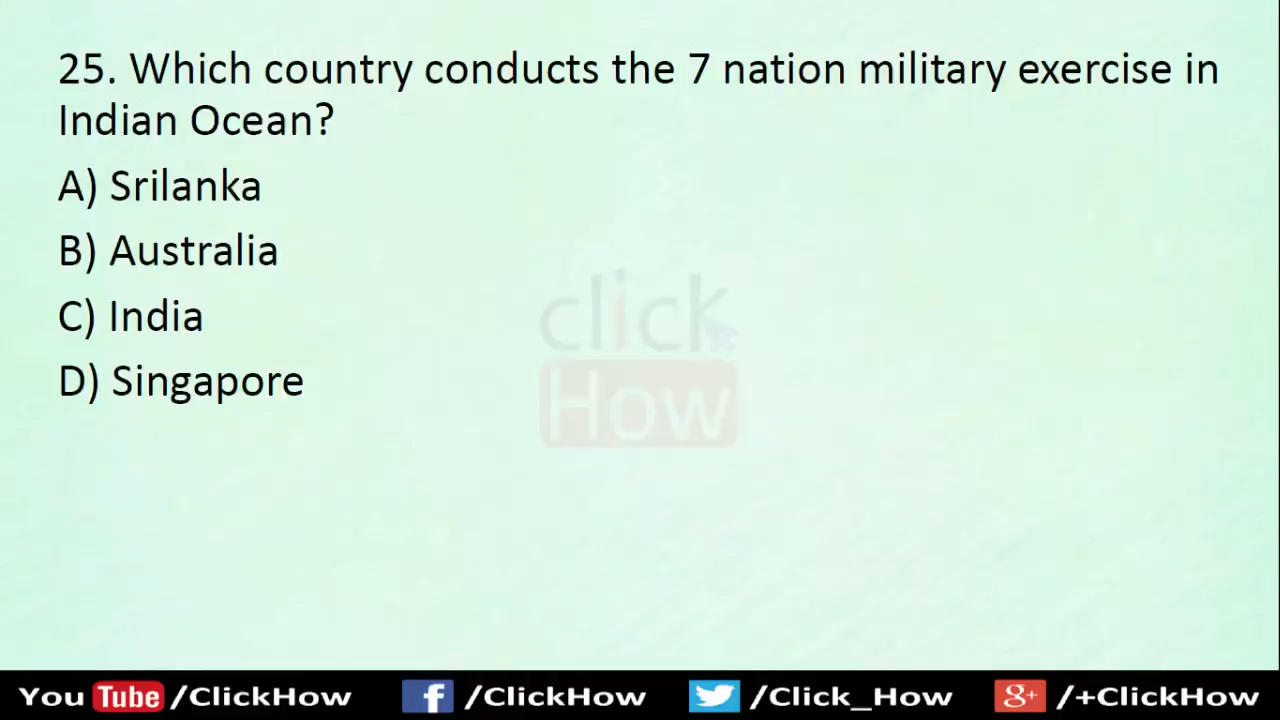 25. Which country conducts the 7 nation military exercise in
Indian Ocean?
A) Srilanka
B) Australia
C) India
D) Singapore
click
How
You Tube /ClickHow f /ClickHow /Click_How g+ /+ClickHow